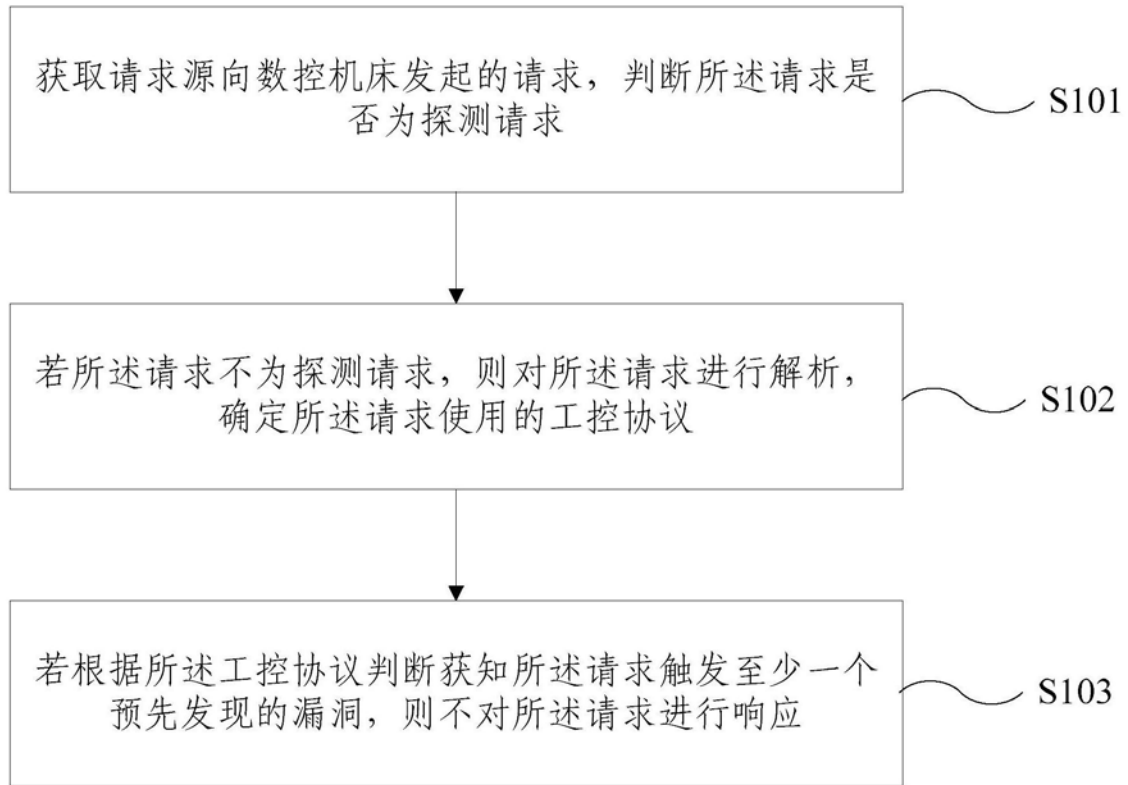 获取请求源向数控机床发起的请求，判断所述请求是
否为探测请求
S101
若所述请求不为探测请求，则对所述请求进行解析，
确定所述请求使用的工控协议
S102
若根据所述工控协议判断获知所述请求触发至少一个
预先发现的漏洞，则不对所述请求进行响应
S103